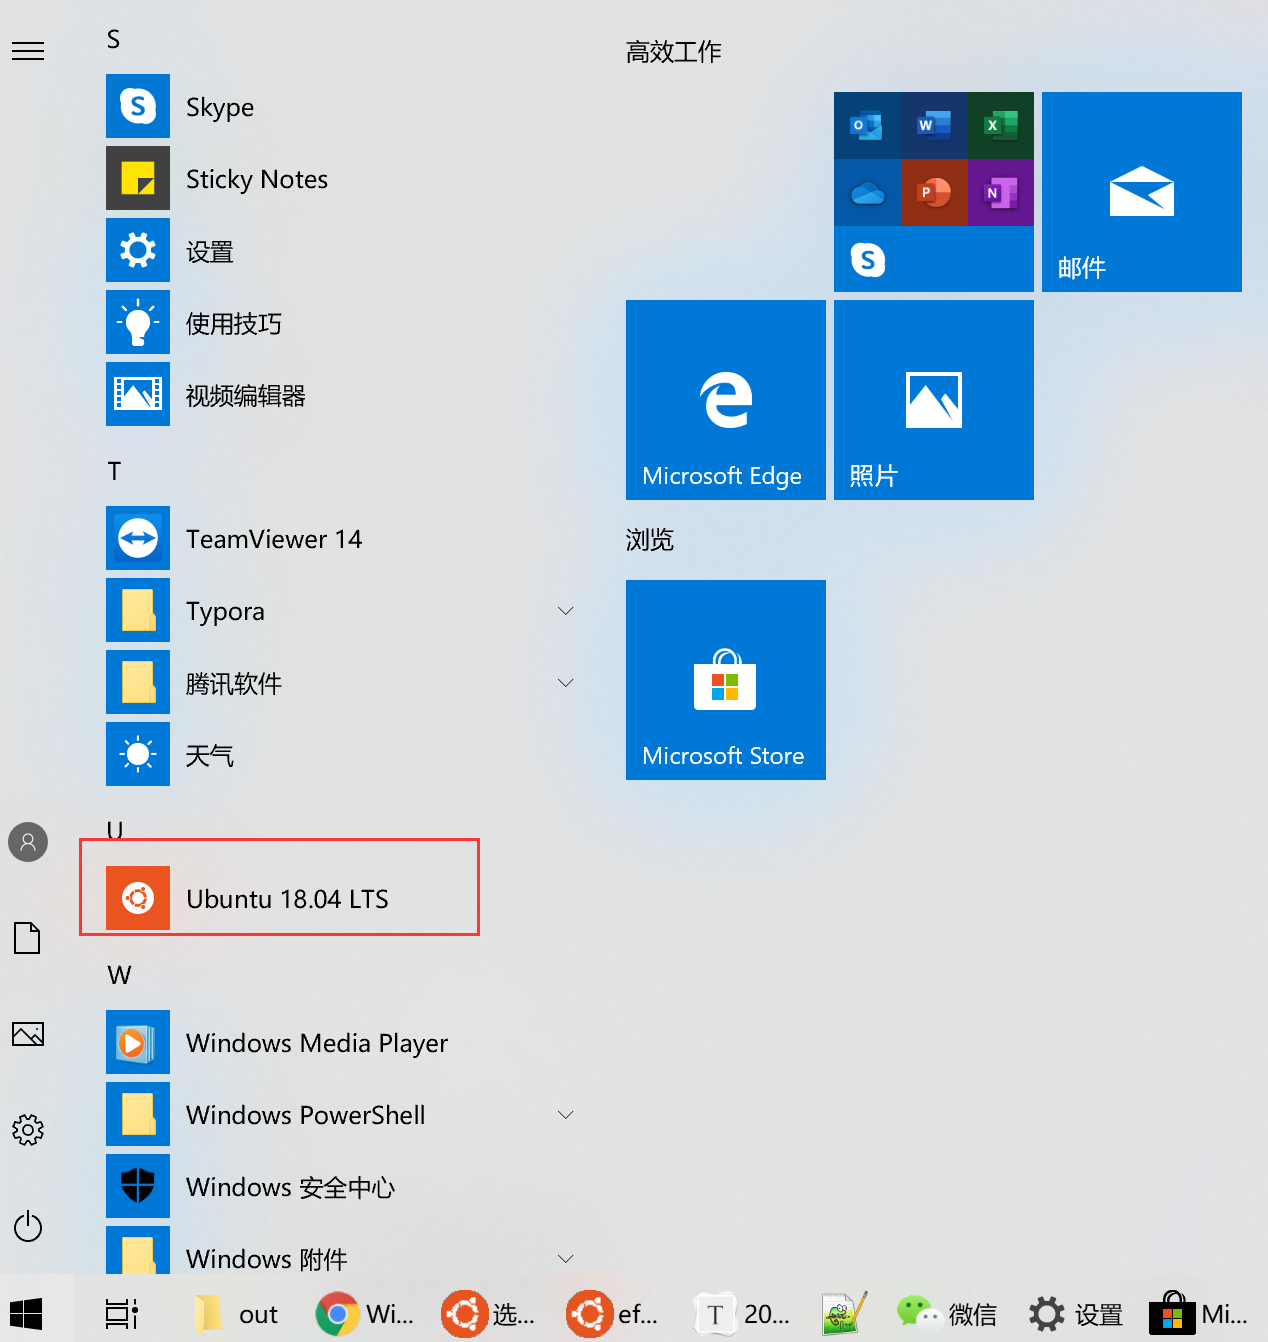 S
Skype
Sticky Notes
设置
使用技巧
视频编辑器
T
TeamViewer 14
Typora
腾讯软件
天气
U
Ubuntu 18.04 LTS
W
Windows Media Player
Windows PowerShell
Windows 安全中心
Windows 附件
高效工作
邮件
Microsoft Edge
照片
浏览
Microsoft Store
out
Wi...
选...
ef...
20...
微信
设置
Mi...